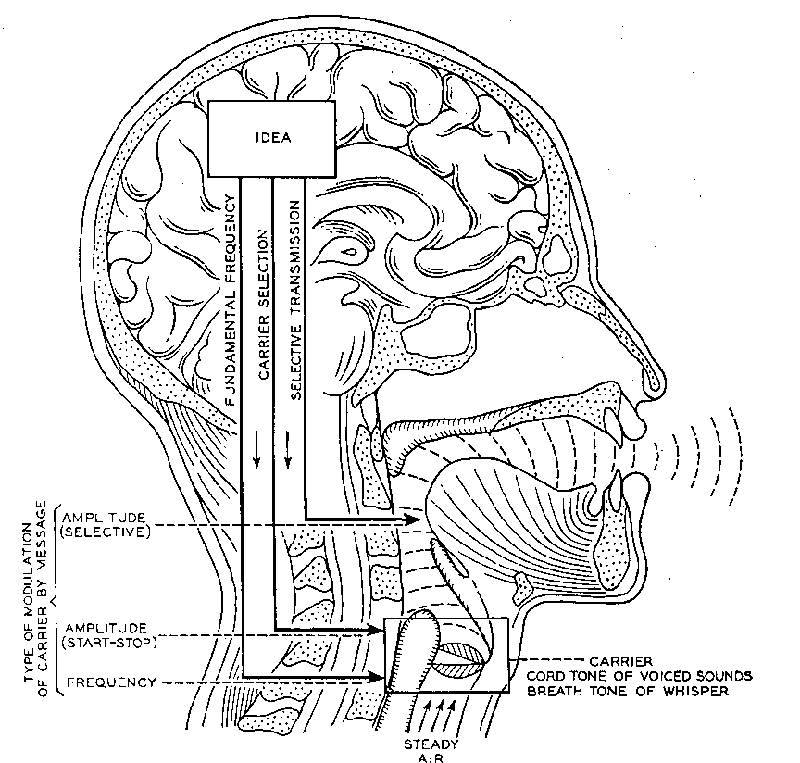 IDEA
FUNDAMENTAL FREQUENCY
CARRIER SELECTION
SELECTIVE TRANSMISSION
TYPE OF MODULATION
OF CARRIER BY MESSAGE
AMPLITUDE
(SELECTIVE)
AMPLITUDE
(START-STOP)
FREQUENCY
CARRIER
CORD TONE OF VOICED SOUNDS
BREATH TONE OF WHISPER
STEADY
AIR